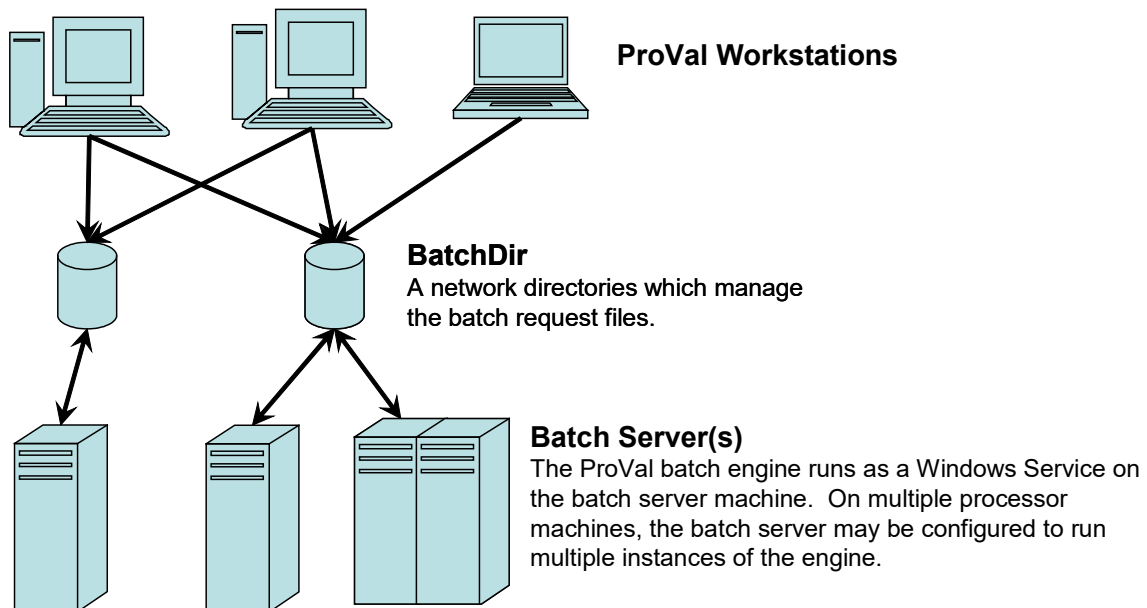 ProVal Workstations
BatchDir
A network directories which manage
the batch request files.
Batch Server(s)
The ProVal batch engine runs as a Windows Service on
the batch server machine.  On multiple processor
machines, the batch server may be configured to run
multiple instances of the engine.